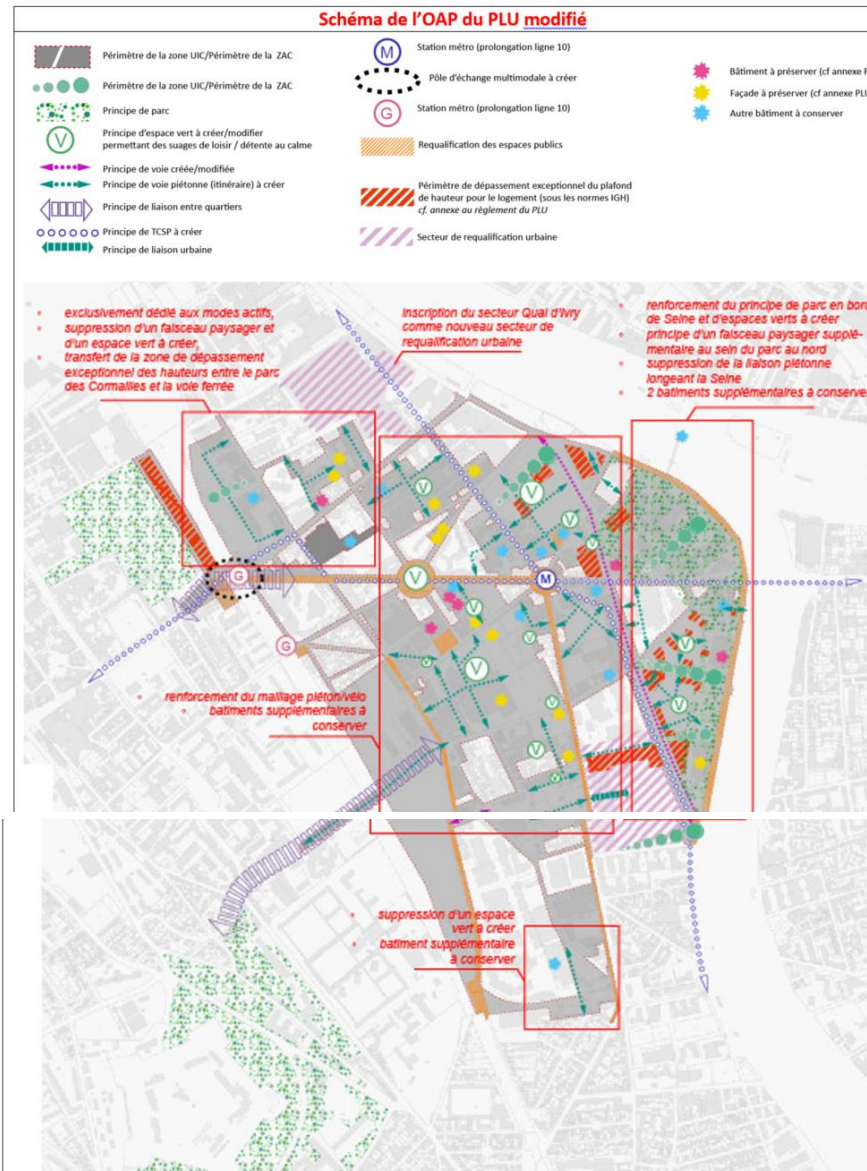 Schéma de l'OAP du PLU modifié
Périmètre de la zone UIC/Périmètre de la ZAC
Périmètre de la zone UIC/Périmètre de la ZAC
Principe de parc
V
Principe d'espace vert à créer/modifier
permettant des suages de loisir / détente au calme
Principe de voie créée/modifiée
Principe de voie piétonne (itinéraire) à créer
Principe de liaison entre quartiers
Principe de TCSP à créer
Principe de liaison urbaine
M
Station métro (prolongation ligne 10)
Pôle d'échange multimodale à créer
G
Station métro (prolongation ligne 10)
Requalification des espaces publics
Périmètre de dépassement exceptionnel du plafond
de hauteur pour le logement (sous les normes IGH)
cf. annexe au règlement du PLU
Secteur de requalification urbaine
Bâtiment à préserver (cf annexe P
Façade à préserver (cf annexe PLU
Autre bâtiment à conserver
exclusivement dédié aux modes actifs,
suppression d'un faisceau paysager et
d'un espace vert à créer,
transfert de la zone de dépassement
exceptionnel des hauteurs entre le parc
des Cormailles et la voie ferrée
inscription du secteur Quai d'Ivry
comme nouveau secteur de
requalification urbaine
renforcement du principe de parc en bord
de Seine et d'espaces verts à créer
principe d'un faisceau paysager supplé-
mentaire au sein du parc au nord
suppression de la liaison piétonne
longeant la Seine
2 batiments supplémentaires à conserver
V
V
V
V
V
G
V
M
V
V
G
V
V
V
V
V
V
V
V
renforcement du maillage piéton/vélo
batiments supplémentaires à
conserver
suppression d'un espace
vert à créer
batiment supplémentaire
à conserver